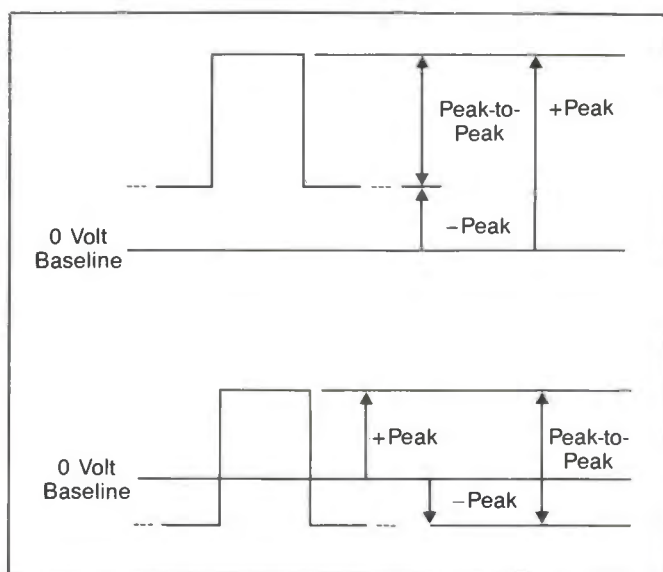 Peak-to-
Peak
+Peak
−Peak
0 Volt
Baseline
+Peak
Peak-to-
Peak
0 Volt
Baseline
−Peak